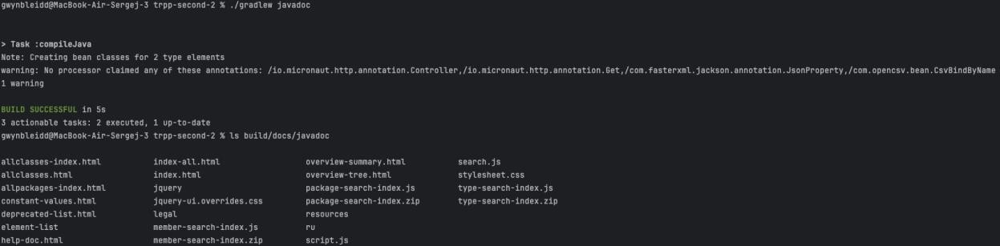 gwynbleidd@MacBook-Air-Sergej-3 trpp-second-2 % ./gradlew javadoc
> Task :compileJava
Note: Creating bean classes for 2 type elements
warning: No processor claimed any of these annotations: /io.micronaut.http.annotation.Controller,/io.micronaut.http.annotation.Get,/com.fasterxml.jackson.annotation.JsonProperty,/com.opencsv.bean.CsvBindByName
1 warning
BUILD SUCCESSFUL in 5s
3 actionable tasks: 2 executed, 1 up-to-date
gwynbleidd@MacBook-Air-Sergej-3 trpp-second-2 % ls build/docs/javadoc
allclasses-index.html index-all.html overview-summary.html search.js
allclasses.html index.html overview-tree.html stylesheet.css
allpackages-index.html jquery package-search-index.js type-search-index.js
constant-values.html jquery-ui.overrides.css package-search-index.zip type-search-index.zip
deprecated-list.html legal resources
element-list member-search-index.js ru
help-doc.html member-search-index.zip script.js